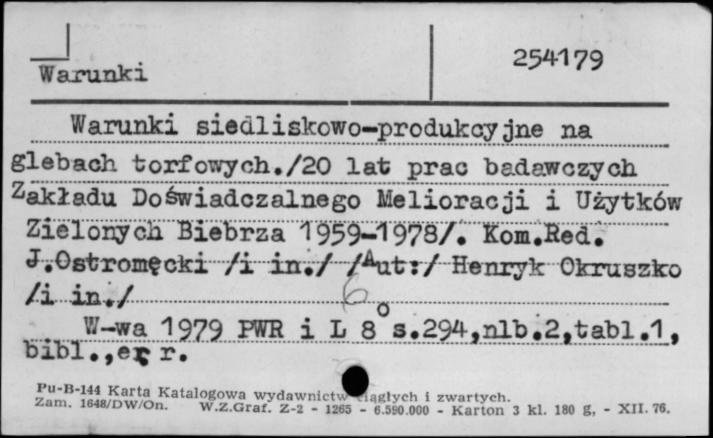 254179
Warunki
Warunki siedliskowo-produkcyjne na
glebach torfowych./20 lat prac badawczych
Zakładu Doświadczalnego Melioracji i Użytków
Zielonych Biebrza 1959-1978/. Kom.Red.
J.Ostromęcki /i in./ /Aut:/ Henryk Okruszko
/i in./
6
W-wa 1979 PWR i L 8° s.294,nlb.2,tabl.1,
bibl., r.
Pu-B-144 Karta Katalogowa wydawnictw ciągłych i zwartych.
Zam. 1648/DW/On. W.Z.Graf. Z-2 - 1265 - 6.590.000 - Karton 3 kl. 180 g, - XII. 76.